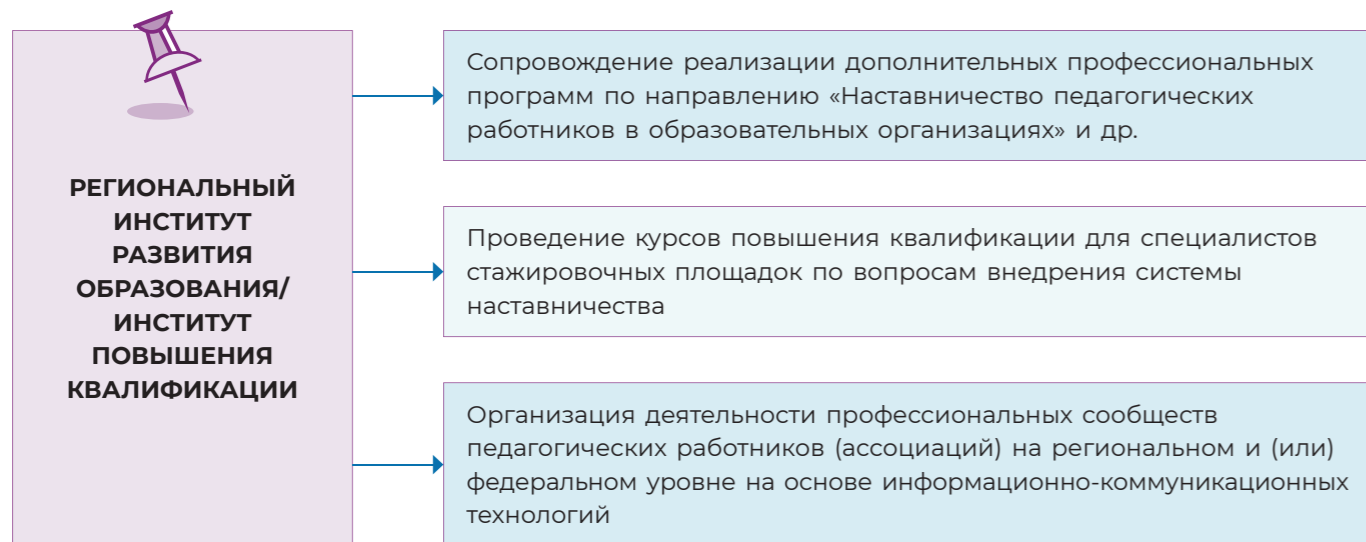 РЕГИОНАЛЬНЫЙ
ИНСТИТУТ
РАЗВИТИЯ
ОБРАЗОВАНИЯ/
ИНСТИТУТ
ПОВЫШЕНИЯ
КВАЛИФИКАЦИИ
Сопровождение реализации дополнительных профессиональных
программ по направлению «Наставничество педагогических
работников в образовательных организациях» и др.
Проведение курсов повышения квалификации для специалистов
стажировочных площадок по вопросам внедрения системы
наставничества
Организация деятельности профессиональных сообществ
педагогических работников (ассоциаций) на региональном и (или)
федеральном уровне на основе информационно-коммуникационных
технологий